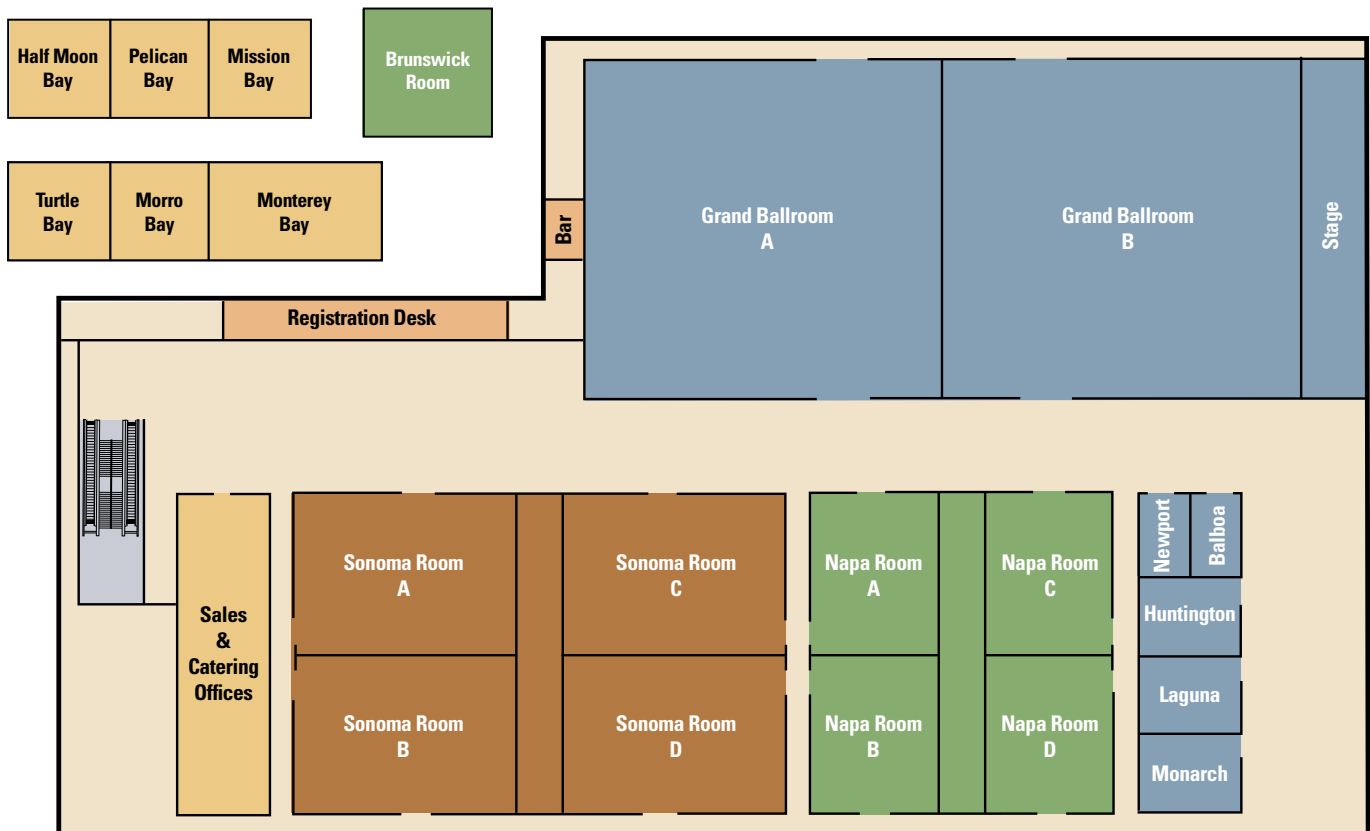 Half Moon
Bay
Pelican
Bay
Mission
Bay
Brunswick
Room
Turtle
Bay
Morro
Bay
Monterey
Bay
Bar
Grand Ballroom
A
Grand Ballroom
B
Stage
Registration Desk
Sales
&
Catering
Offices
Sonoma Room
A
Sonoma Room
C
Napa Room
A
Napa Room
C
Newport
Balboa
Huntington
Sonoma Room
B
Sonoma Room
D
Napa Room
B
Napa Room
D
Laguna
Monarch